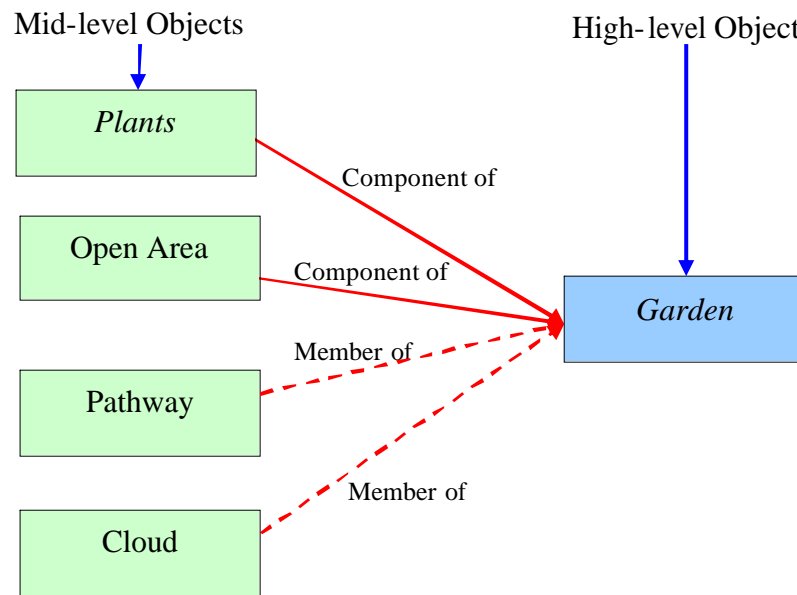 Mid-level Objects
High-level Object
Plants
Component of
Open Area
Component of
Garden
Member of
Pathway
Member of
Cloud